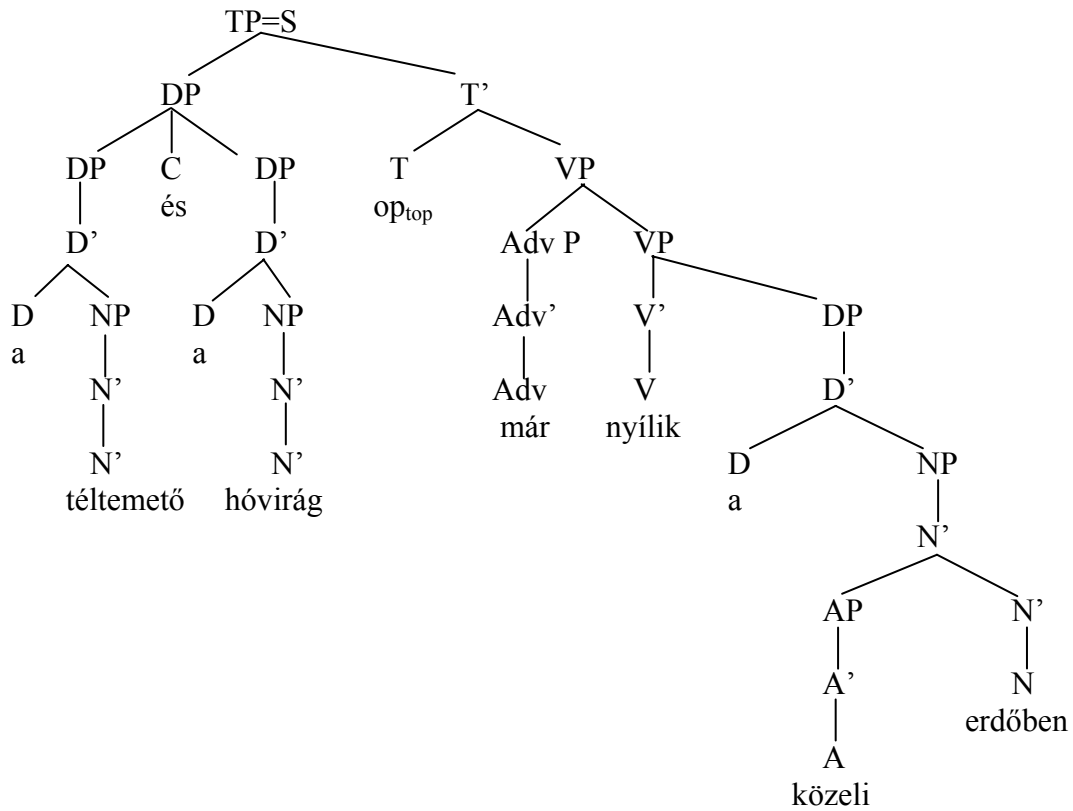 TP=S
DP T’
DP C DP T VP
és op_top
D’ D’ Adv P VP
D NP D NP Adv’ V’ DP
a a
N’ N’ Adv V D’
már nyílik
N’ N’ D NP
téltemető hóvirág a
N’
AP N’
A’ N
erdőben
A
közeli